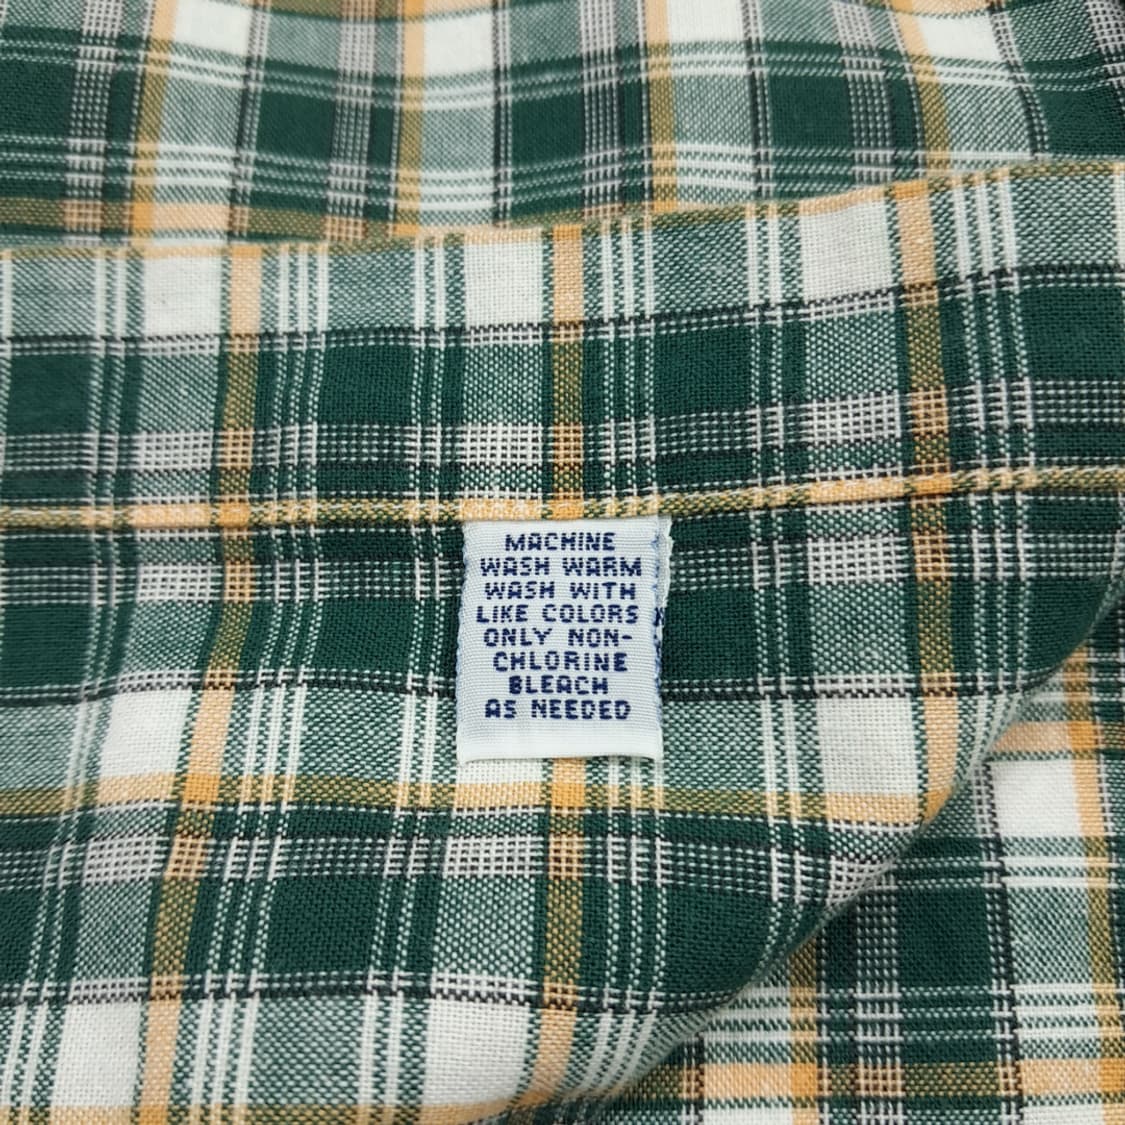 MACHINE
WASH WARM
WASH WITH
LIKE COLORS
ONLY NON-
CHLORINE
BLEACH
AS NEEDED